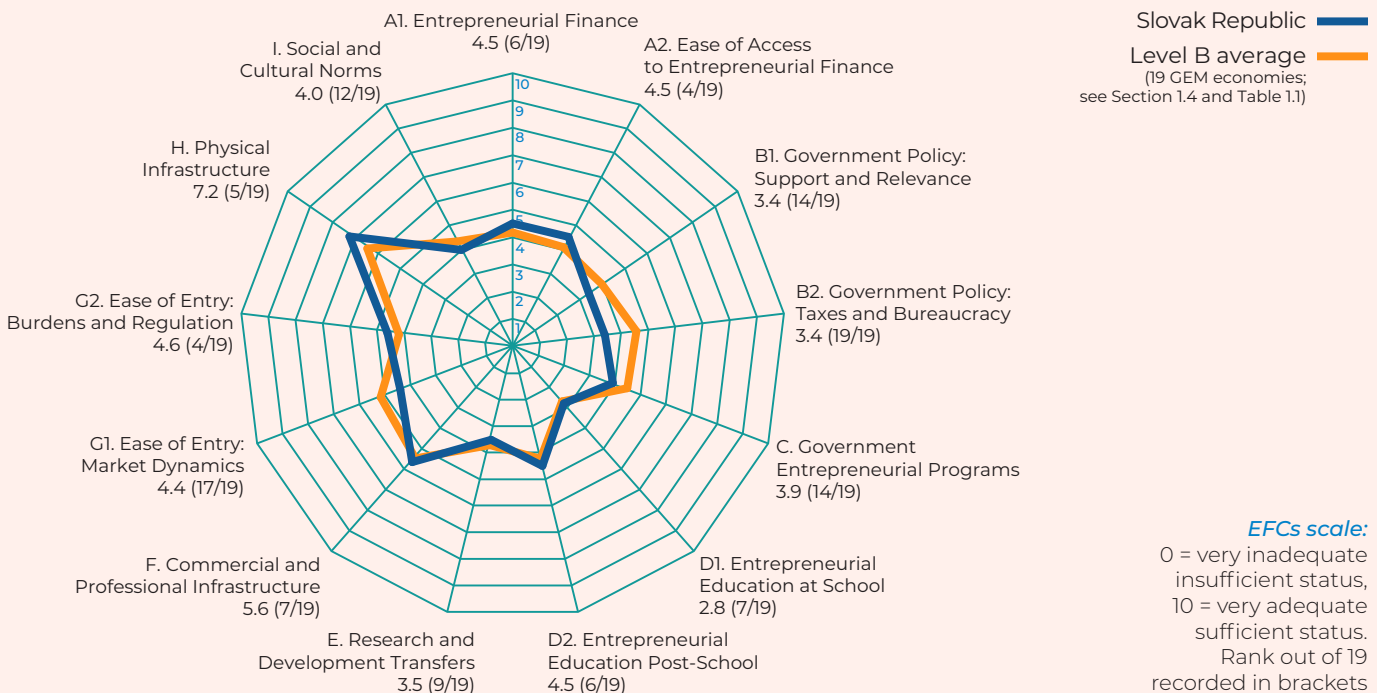 A1. Entrepreneurial Finance
4.5 (6/19)
A2. Ease of Access
to Entrepreneurial Finance
4.5 (4/19)
B1. Government Policy:
Support and Relevance
3.4 (14/19)
B2. Government Policy:
Taxes and Bureaucracy
3.4 (19/19)
C. Government
Entrepreneurial Programs
3.9 (14/19)
D1. Entrepreneurial
Education at School
2.8 (7/19)
D2. Entrepreneurial
Education Post-School
4.5 (6/19)
E. Research and
Development Transfers
3.5 (9/19)
F. Commercial and
Professional Infrastructure
5.6 (7/19)
G1. Ease of Entry:
Market Dynamics
4.4 (17/19)
G2. Ease of Entry:
Burdens and Regulation
4.6 (4/19)
H. Physical
Infrastructure
7.2 (5/19)
I. Social and
Cultural Norms
4.0 (12/19)
10
9
8
7
6
5
4
3
2
1
Slovak Republic
Level B average
(19 GEM economies;
see Section 1.4 and Table 1.1)
EFCs scale:
0 = very inadequate
insufficient status,
10 = very adequate
sufficient status.
Rank out of 19
recorded in brackets